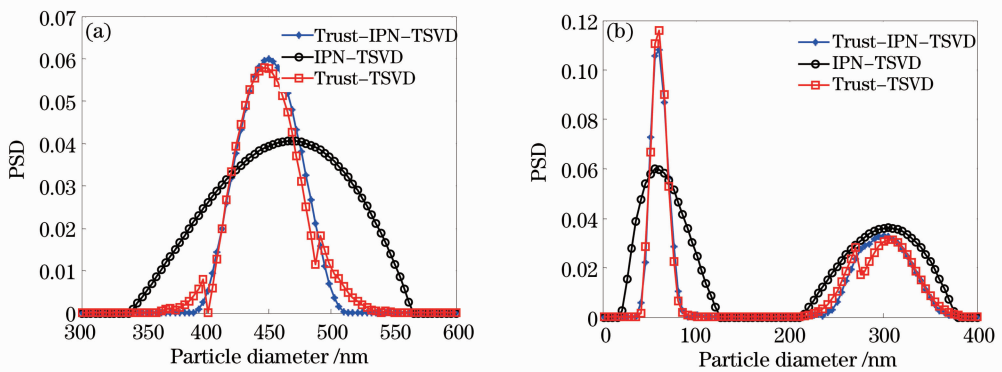 (a)
Trust-IPN-TSVD
IPN-TSVD
Trust-TSVD
PSD
0.07
0.06
0.05
0.04
0.03
0.02
0.01
0
300 350 400 450 500 550 600
Particle diameter /nm
(b)
Trust-IPN-TSVD
IPN-TSVD
Trust-TSVD
PSD
0.12
0.10
0.08
0.06
0.04
0.02
0
0 100 200 300 400
Particle diameter /nm